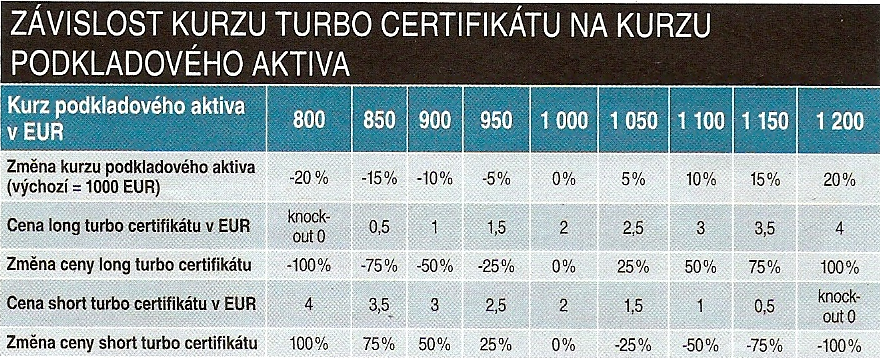 ZÁVISLOST KURZU TURBO CERTIFIKÁTU NA KURZU
PODKLADOVÉHO AKTIVA
Kurz podkladového aktiva
v EUR 800 850 900 950 1 000 1 050 1 100 1 150 1 200
Změna kurzu podkladového aktiva
(výchozí = 1000 EUR) -20 % -15% -10% -5% 0% 5% 10% 15% 20%
Cena long turbo certifikátu v EUR knock-
out 0 0,5 1 1,5 2 2,5 3 3,5 4
Změna ceny long turbo certifikátu -100% -75% -50% -25% 0% 25% 50% 75% 100%
Cena short turbo certifikátu v EUR 4 3,5 3 2,5 2 1,5 1 0,5 knock-
out 0
Změna ceny short turbo certifikátu 100% 75% 50% 25% 0% -25% -50% -75% -100%